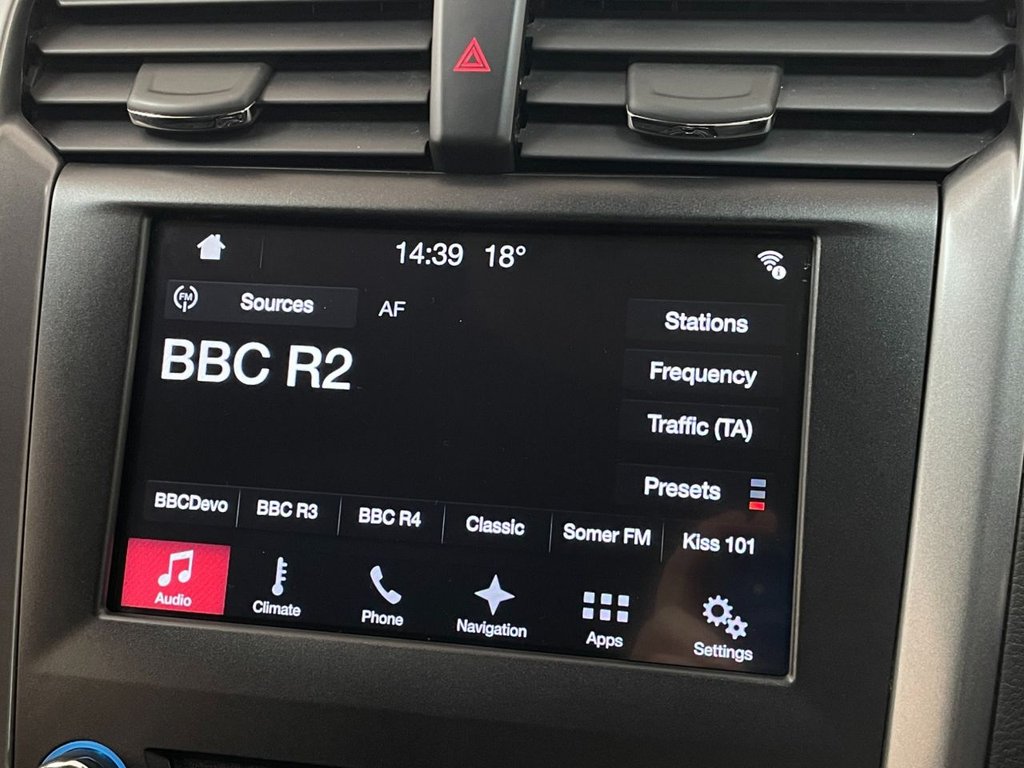 14:39 18°
FM Sources AF
Stations
BBC R2
Frequency
Traffic (TA)
Presets
BBCDevo BBC R3 BBC R4 Classic Somer FM Kiss 101
Audio Climate Phone Navigation Apps Settings